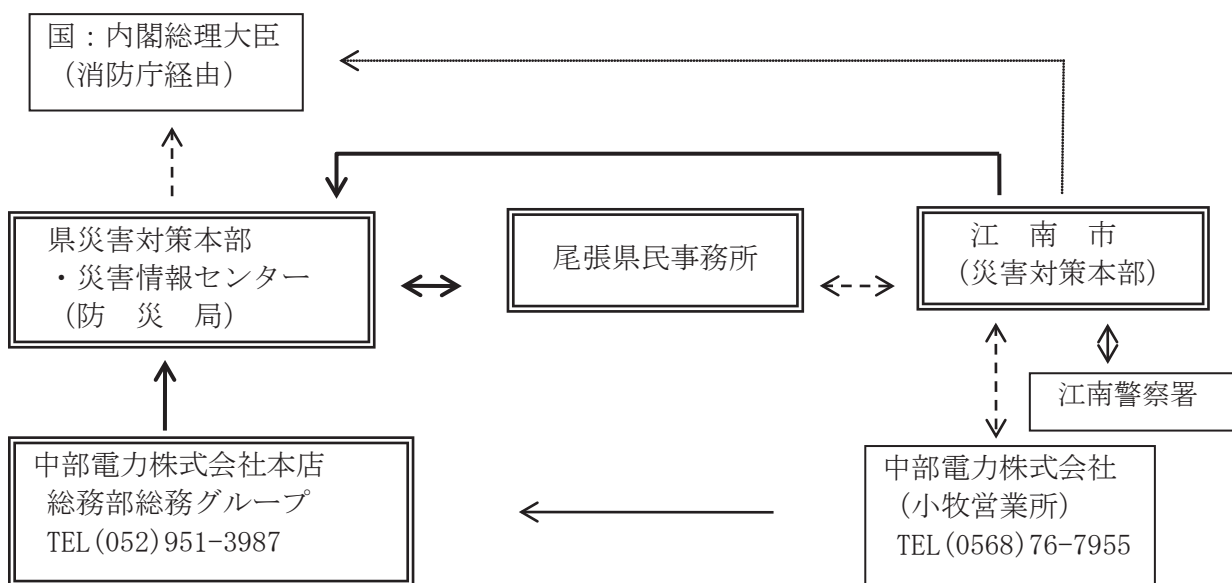 国：内閣総理大臣
（消防庁経由）
県災害対策本部
・災害情報センター
（防　災　局）
尾張県民事務所
江　南　市
（災害対策本部）
江南警察署
中部電力株式会社本店
総務部総務グループ
TEL(052)951-3987
中部電力株式会社
（小牧営業所）
TEL(0568)76-7955